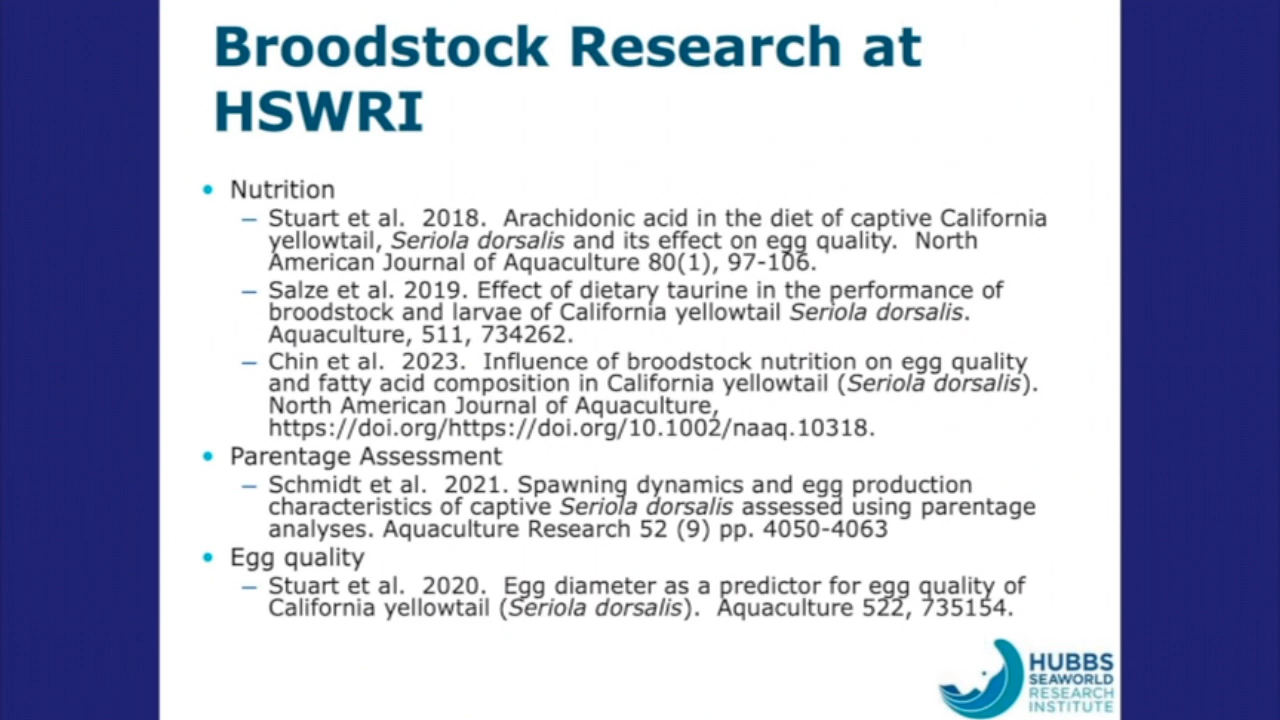 Broodstock Research at
HSWRI
• Nutrition
– Stuart et al.  2018.  Arachidonic acid in the diet of captive California
yellowtail, Seriola dorsalis and its effect on egg quality.  North
American Journal of Aquaculture 80(1), 97-106.
– Salze et al. 2019. Effect of dietary taurine in the performance of
broodstock and larvae of California yellowtail Seriola dorsalis.
Aquaculture, 511, 734262.
– Chin et al.  2023.  Influence of broodstock nutrition on egg quality
and fatty acid composition in California yellowtail (Seriola dorsalis).
North American Journal of Aquaculture,
https://doi.org/https://doi.org/10.1002/naaq.10318.
• Parentage Assessment
– Schmidt et al.  2021. Spawning dynamics and egg production
characteristics of captive Seriola dorsalis assessed using parentage
analyses. Aquaculture Research 52 (9) pp. 4050-4063
• Egg quality
– Stuart et al.  2020.  Egg diameter as a predictor for egg quality of
California yellowtail (Seriola dorsalis).  Aquaculture 522, 735154.
HUBBS
SEAWORLD
RESEARCH
INSTITUTE